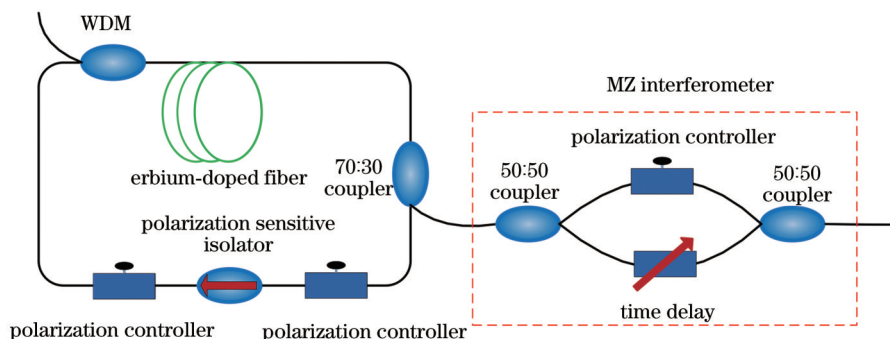 WDM
MZ interferometer
polarization controller
70:30
coupler
50:50
coupler
50:50
coupler
erbium-doped fiber
polarization sensitive
isolator
time delay
polarization controller
polarization controller